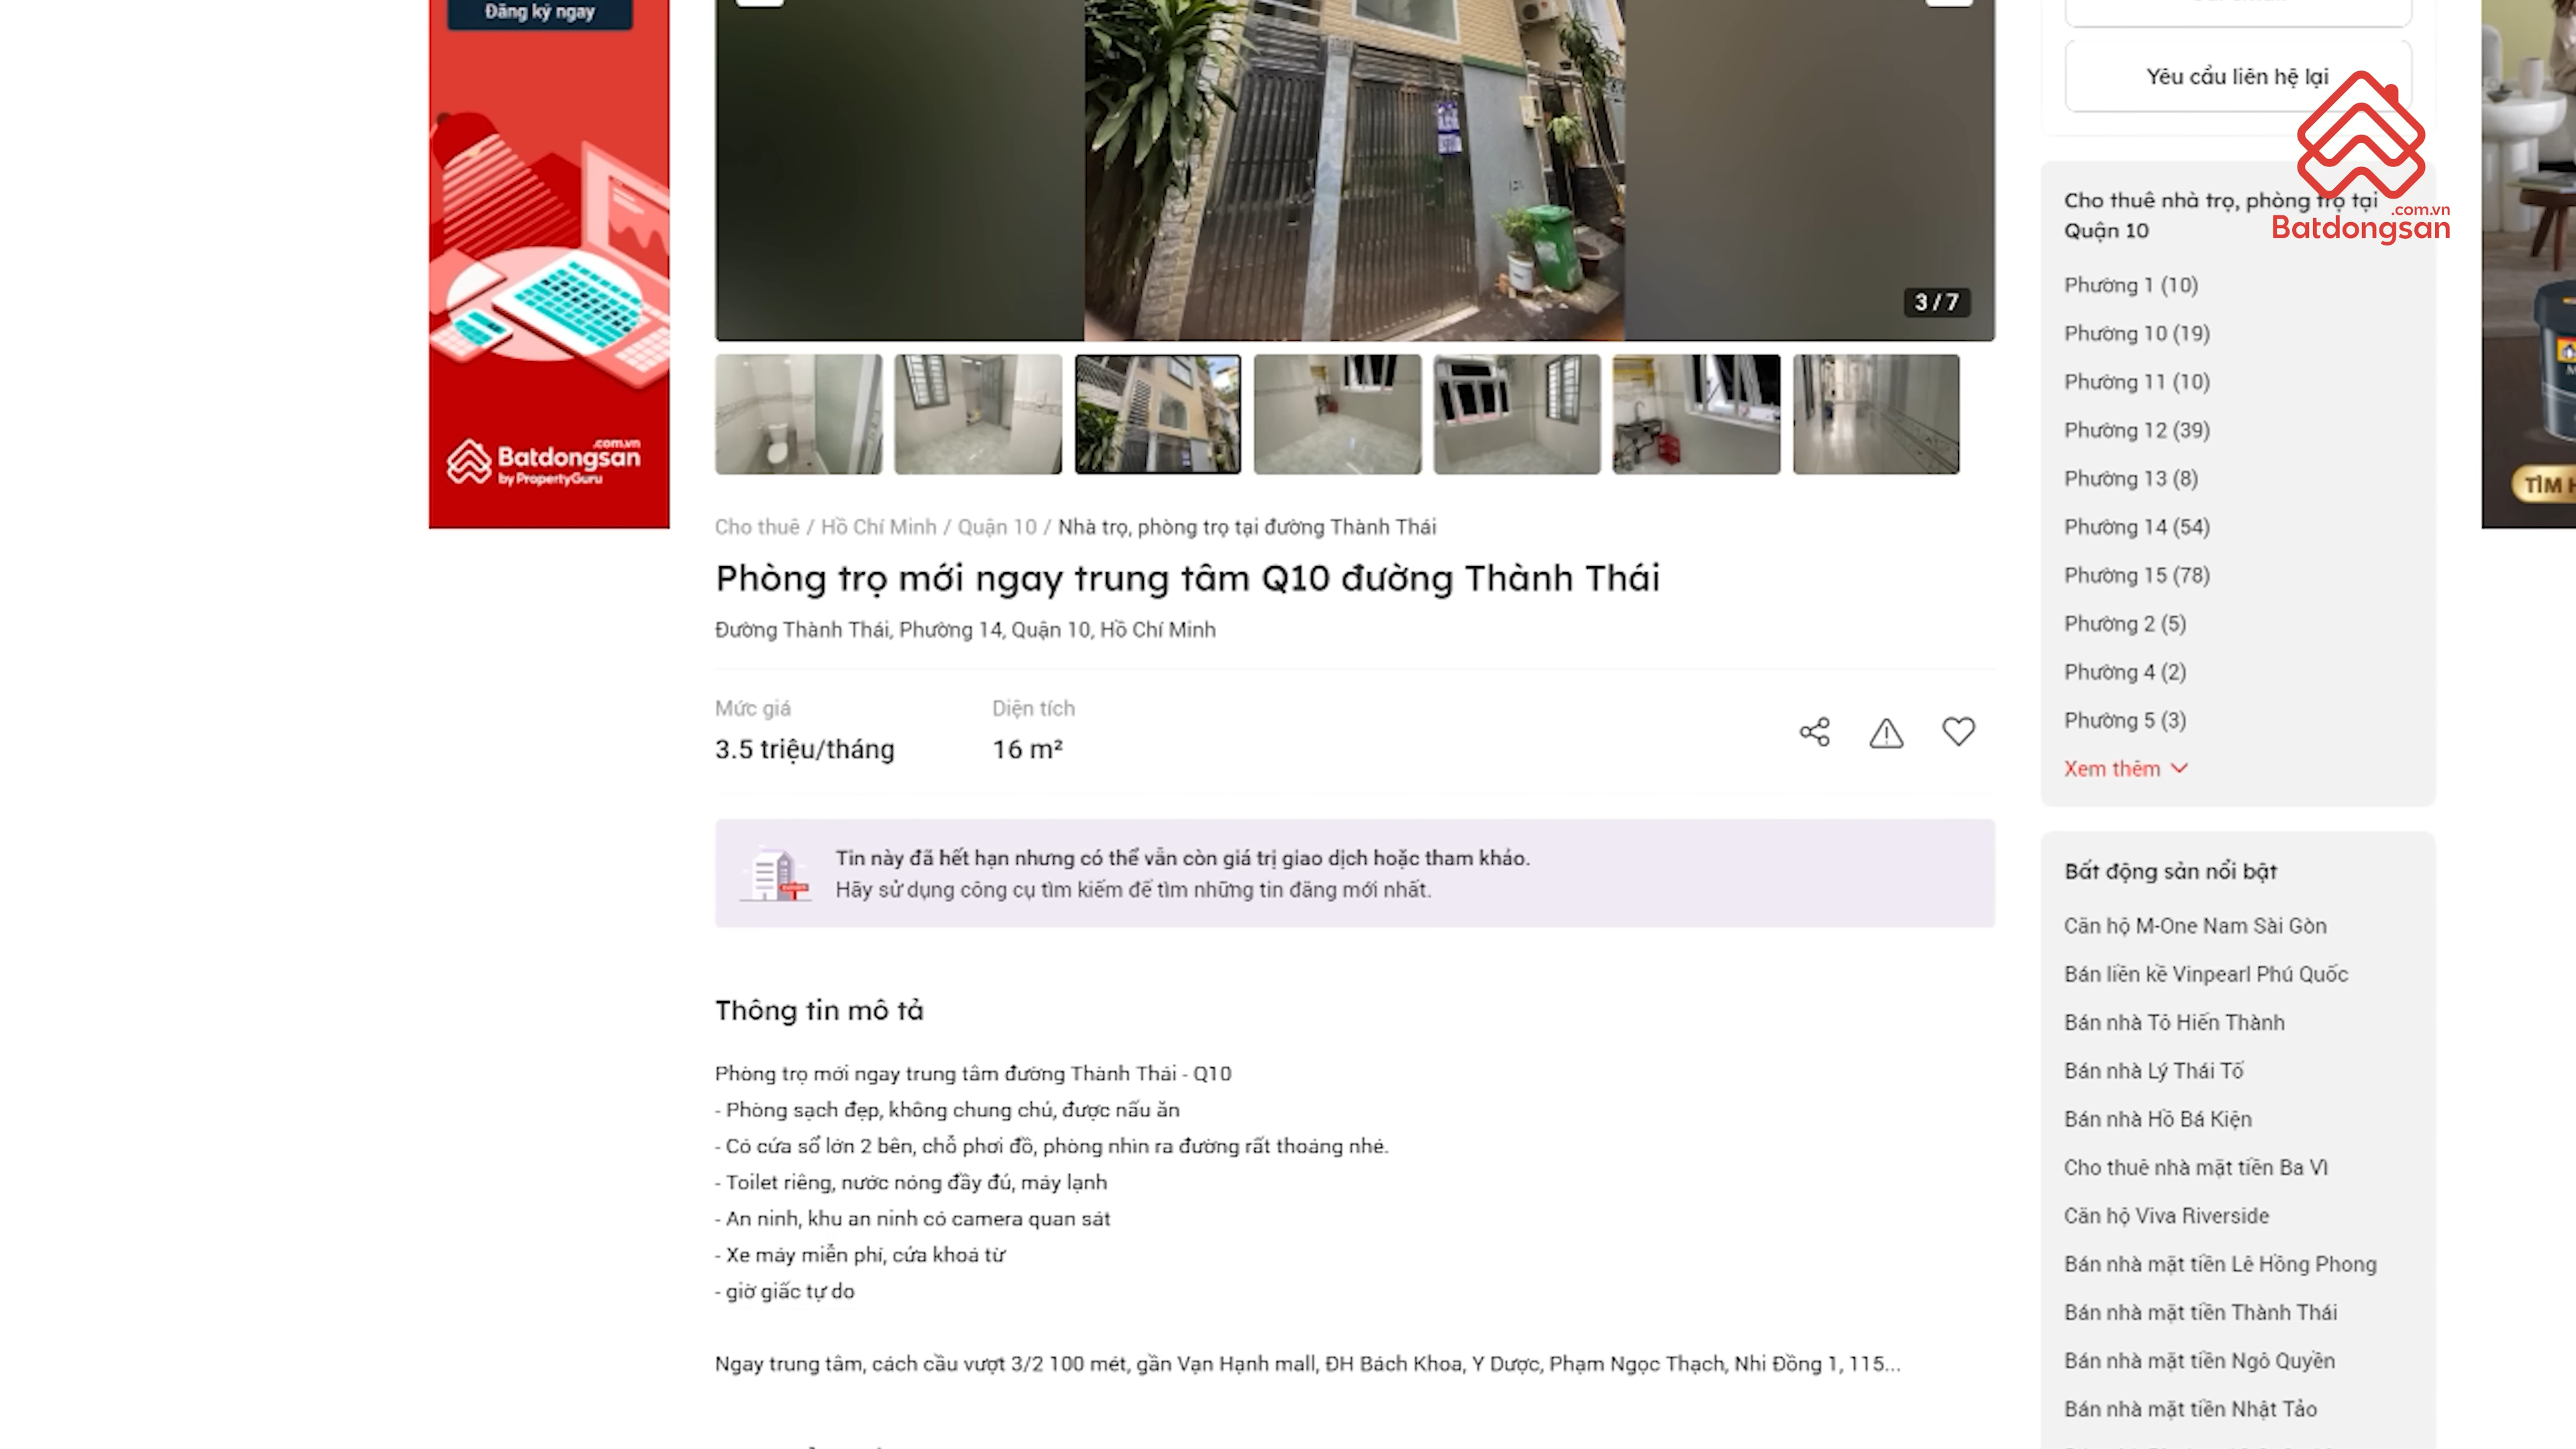 Đăng ký ngay
.com.vn
Batdongsan
by PropertyGuru
3 / 7
Cho thuê / Hồ Chí Minh / Quận 10 / Nhà trọ, phòng trọ tại đường Thành Thái
Phòng trọ mới ngay trung tâm Q10 đường Thành Thái
Đường Thành Thái, Phường 14, Quận 10, Hồ Chí Minh
Mức giá
Diện tích
3.5 triệu/tháng
16 m²
Tin này đã hết hạn nhưng có thể vẫn còn giá trị giao dịch hoặc tham khảo.
Hãy sử dụng công cụ tìm kiếm để tìm những tin đăng mới nhất.
Thông tin mô tả
Phòng trọ mới ngay trung tâm đường Thành Thái - Q10
- Phòng sạch đẹp, không chung chủ, được nấu ăn
- Có cửa sổ lớn 2 bên, chỗ phơi đồ, phòng nhìn ra đường rất thoáng nhé.
- Toilet riêng, nước nóng đầy đủ, máy lạnh
- An ninh, khu an ninh có camera quan sát
- Xe máy miễn phí, cửa khoá từ
- giờ giấc tự do
Ngay trung tâm, cách cầu vượt 3/2 100 mét, gần Vạn Hạnh mall, ĐH Bách Khoa, Y Dược, Phạm Ngọc Thạch, Nhi Đồng 1, 115...
Yêu cầu liên hệ lại
.com.vn
Batdongsan
Cho thuê nhà trọ, phòng trọ tại
Quận 10
Phường 1 (10)
Phường 10 (19)
Phường 11 (10)
Phường 12 (39)
Phường 13 (8)
Phường 14 (54)
Phường 15 (78)
Phường 2 (5)
Phường 4 (2)
Phường 5 (3)
Xem thêm
Bất động sản nổi bật
Căn hộ M-One Nam Sài Gòn
Bán liền kề Vinpearl Phú Quốc
Bán nhà Tô Hiến Thành
Bán nhà Lý Thái Tổ
Bán nhà Hồ Bá Kiện
Cho thuê nhà mặt tiền Ba Vì
Căn hộ Viva Riverside
Bán nhà mặt tiền Lê Hồng Phong
Bán nhà mặt tiền Thành Thái
Bán nhà mặt tiền Ngô Quyền
Bán nhà mặt tiền Nhật Tảo
TÌM